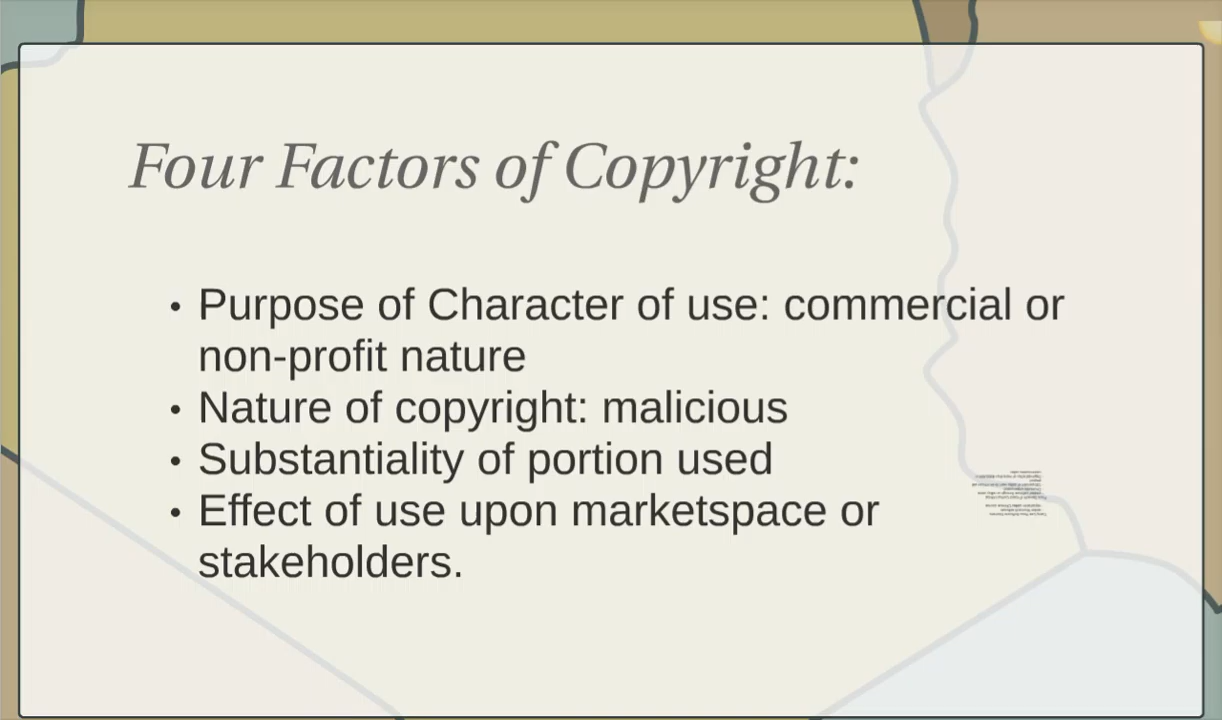 Four Factors of Copyright:
• Purpose of Character of use: commercial or
non-profit nature
• Nature of copyright: malicious
• Substantiality of portion used
• Effect of use upon marketspace or
stakeholders.